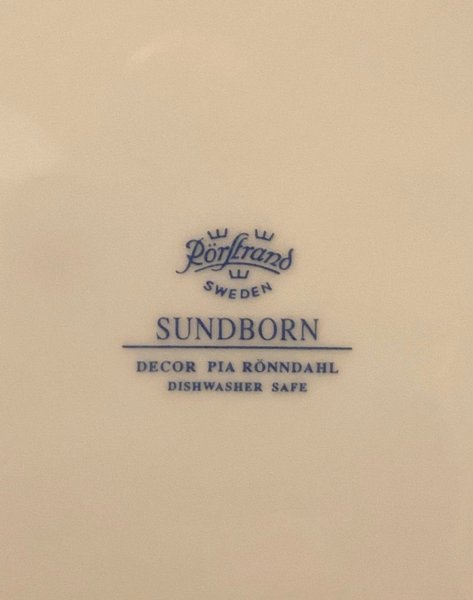 Rörstrand
SWEDEN
SUNDBORN
DECOR PIA RÖNNDAHL
DISHWASHER SAFE